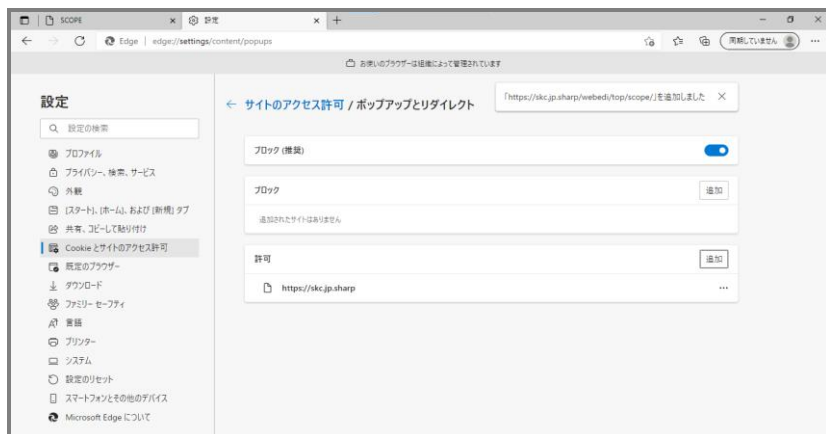 SCOPE
設定
Edge | edge://settings/content/popups
同期していません
お使いのブラウザーは組織によって管理されています
設定
設定の検索
プロファイル
プライバシー、検索、サービス
外観
[スタート]、[ホーム]、および [新規] タブ
共有、コピーして貼り付け
Cookie とサイトのアクセス許可
既定のブラウザー
ダウンロード
ファミリー セーフティ
言語
プリンター
システム
設定のリセット
スマートフォンとその他のデバイス
Microsoft Edge について
サイトのアクセス許可 / ポップアップとリダイレクト
「https://skc.jp.sharp/webedi/top/scope/」を追加しました
ブロック (推奨)
ブロック
追加
追加されたサイトはありません
許可
追加
https://skc.jp.sharp